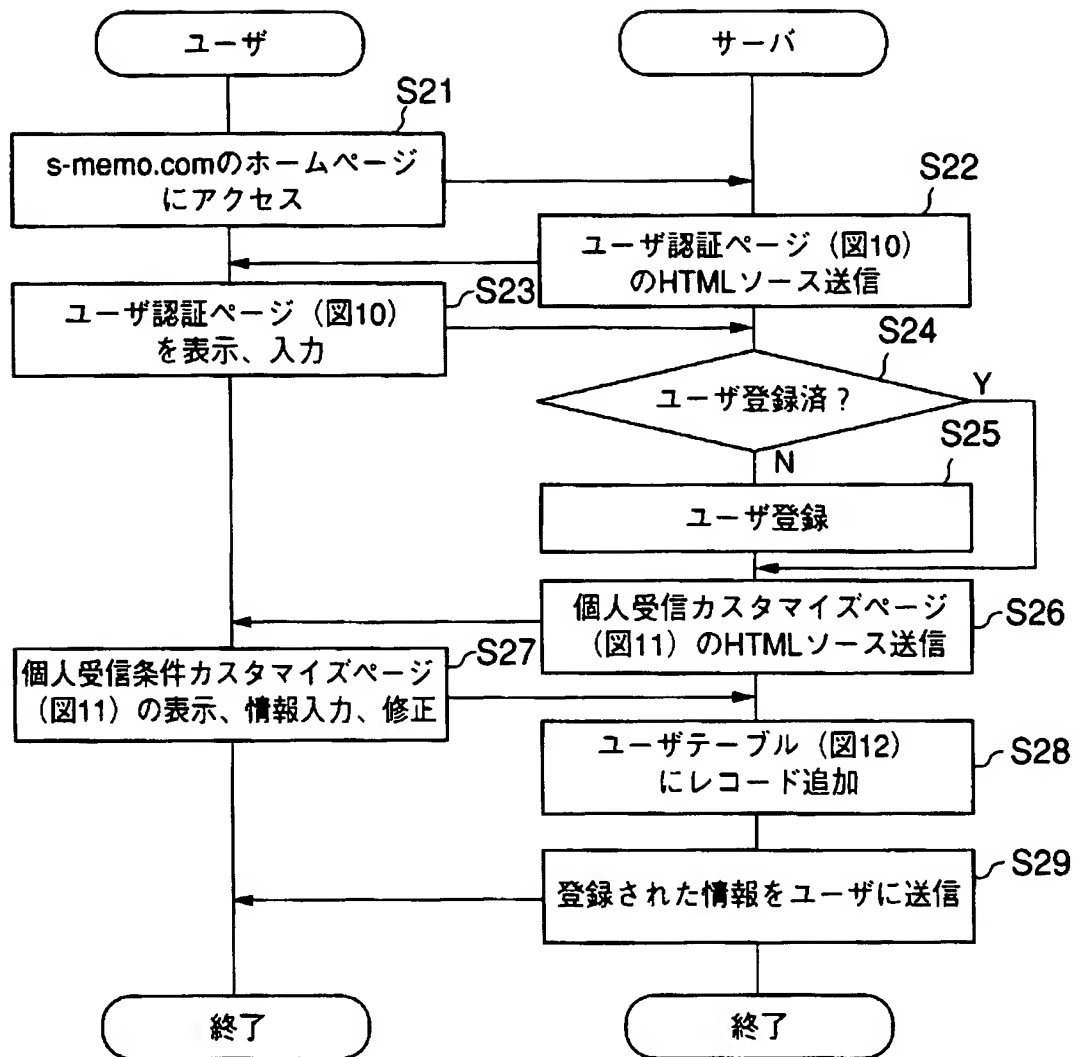 ユーザ
サーバ
S21
s-memo.comのホームページ
にアクセス
S22
ユーザ認証ページ（図10）
のHTMLソース送信
S23
ユーザ認証ページ（図10）
を表示、入力
S24
ユーザ登録済？
Y
N
S25
ユーザ登録
S26
個人受信カスタマイズページ
（図11）のHTMLソース送信
S27
個人受信条件カスタマイズページ
（図11）の表示、情報入力、修正
S28
ユーザテーブル（図12）
にレコード追加
S29
登録された情報をユーザに送信
終了
終了